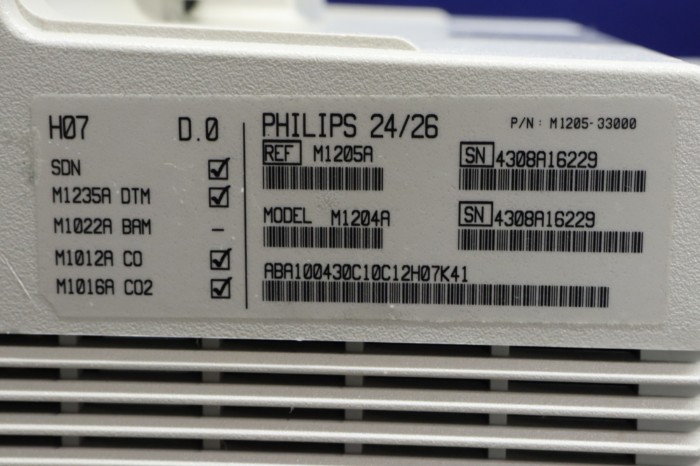 H07 D.0
SDN ☑
M1235A DTM ☑
M1022A BAM -
M1012A CO ☑
M1016A CO2 ☑
PHILIPS 24/26 P/N: M1205-33000
REF M1205A SN 4308A16229
MODEL M1204A SN 4308A16229
ABA100430C10C12H07K41